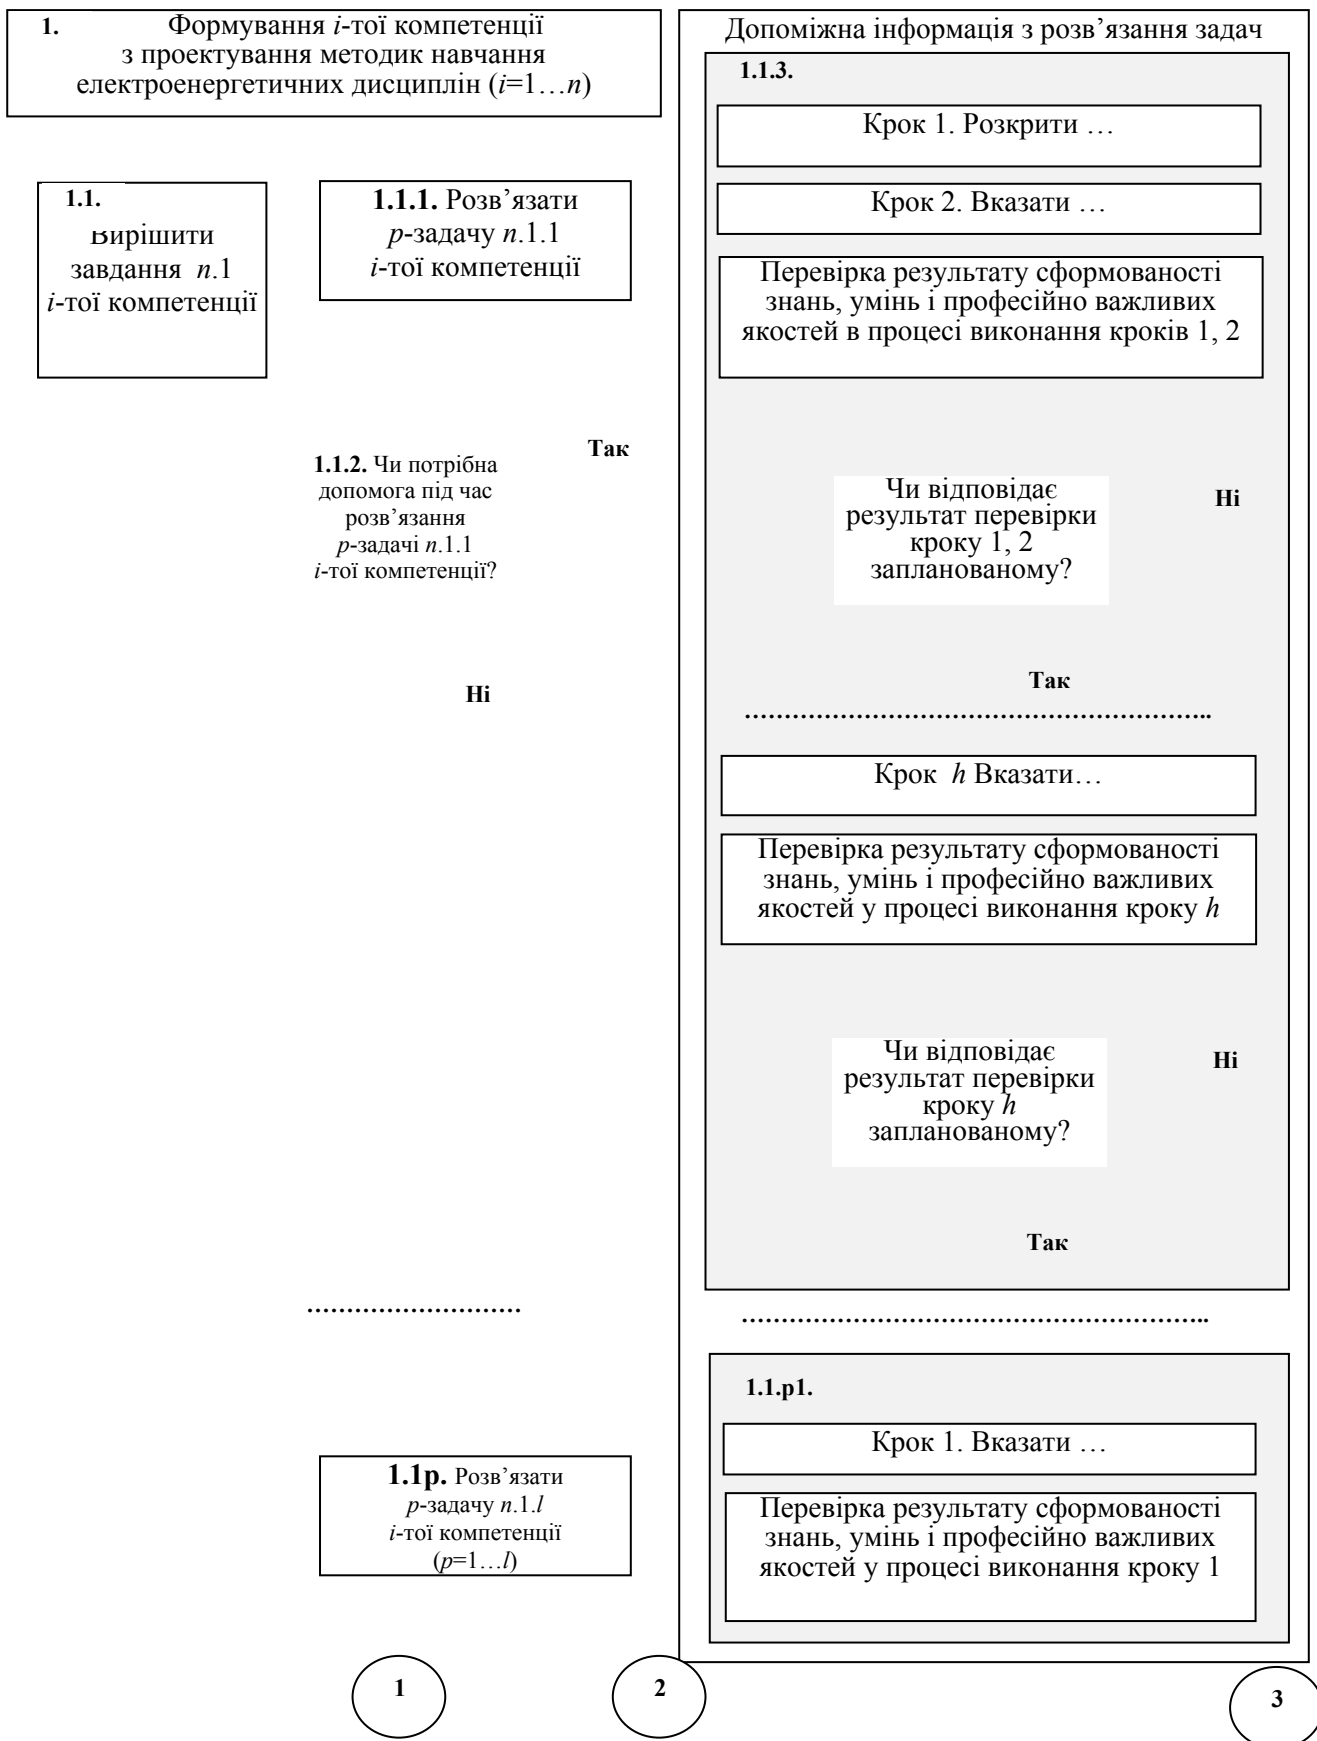 1. Формування i-тої компетенції
з проектування методик навчання
електроенергетичних дисциплін (i=1…n)
1.1.
Вирішити
завдання n.1
i-тої компетенції
1.1.1. Розв’язати
p-задачу n.1.1
i-тої компетенції
1.1.2. Чи потрібна
допомога під час
розв’язання
p-задачі n.1.1
i-тої компетенції?
Так
Ні
………………………
1.1p. Розв’язати
p-задачу n.1.l
i-тої компетенції
(p=1…l)
Допоміжна інформація з розв’язання задач
1.1.3.
Крок 1. Розкрити …
Крок 2. Вказати …
Перевірка результату сформованості
знань, умінь і професійно важливих
якостей в процесі виконання кроків 1, 2
Чи відповідає
результат перевірки
кроку 1, 2
запланованому?
Ні
Так
…………………………………………………..
Крок h Вказати…
Перевірка результату сформованості
знань, умінь і професійно важливих
якостей у процесі виконання кроку h
Чи відповідає
результат перевірки
кроку h
запланованому?
Ні
Так
…………………………………………………..
1.1.p1.
Крок 1. Вказати …
Перевірка результату сформованості
знань, умінь і професійно важливих
якостей у процесі виконання кроку 1
1
2
3